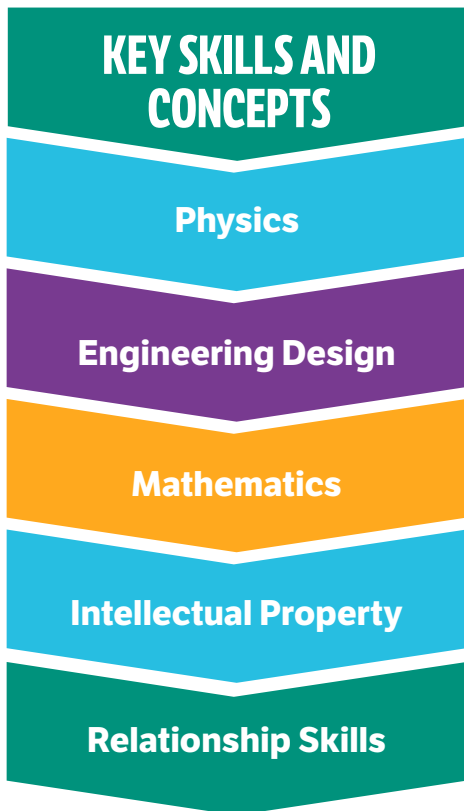 KEY SKILLS AND
CONCEPTS
Physics
Engineering Design
Mathematics
Intellectual Property
Relationship Skills